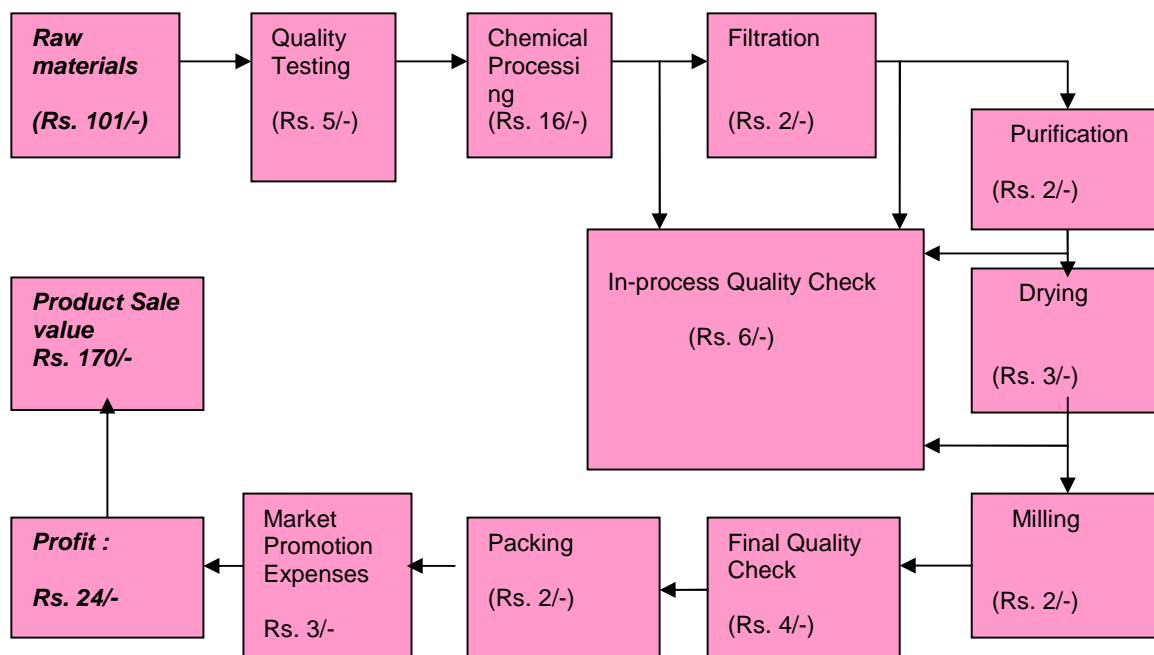 Raw
materials
(Rs. 101/-)
Quality
Testing
(Rs. 5/-)
Chemical
Processi
ng
(Rs. 16/-)
Filtration
(Rs. 2/-)
Purification
(Rs. 2/-)
In-process Quality Check
(Rs. 6/-)
Drying
(Rs. 3/-)
Product Sale
value
Rs. 170/-
Milling
(Rs. 2/-)
Final Quality
Check
(Rs. 4/-)
Packing
(Rs. 2/-)
Market
Promotion
Expenses
Rs. 3/-
Profit :
Rs. 24/-